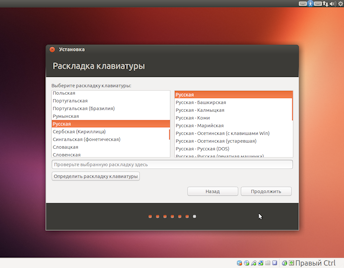 Установка
Раскладка клавиатуры
Выберите раскладку клавиатуры:
Польская
Португальская
Португальская (Бразилия)
Румынская
Русская
Сербская (Кириллица)
Сингальская (фонетическая)
Словацкая
Словенская
Русская
Русская - Башкирская
Русская - Калмыцкая
Русская - Коми
Русская - Марийская
Русская - Осетинская (с клавишами Win)
Русская - Осетинская (устаревшая)
Русская - Русская (DOS)
Русская - Русская (печатная машинка)
Проверьте выбранную раскладку здесь
Определить раскладку клавиатуры
Назад
Продолжить
Правый Ctrl